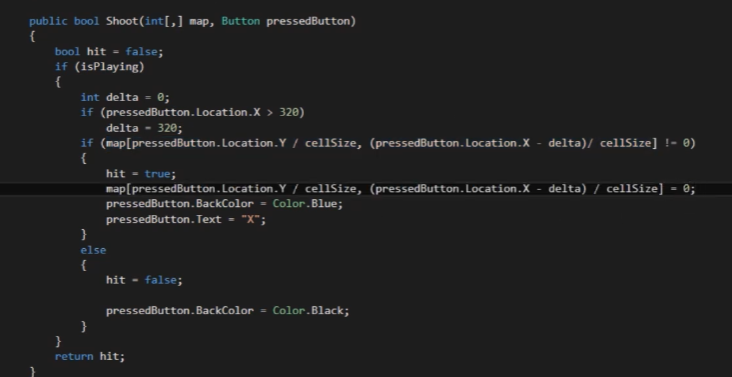 public bool Shoot(int[,] map, Button pressedButton)
{
bool hit = false;
if (isPlaying)
{
int delta = 0;
if (pressedButton.Location.X > 320)
delta = 320;
if (map[pressedButton.Location.Y / cellSize, (pressedButton.Location.X - delta)/ cellSize] != 0)
{
hit = true;
map[pressedButton.Location.Y / cellSize, (pressedButton.Location.X - delta) / cellSize] = 0;
pressedButton.BackColor = Color.Blue;
pressedButton.Text = "X";
}
else
{
hit = false;
pressedButton.BackColor = Color.Black;
}
}
return hit;
}